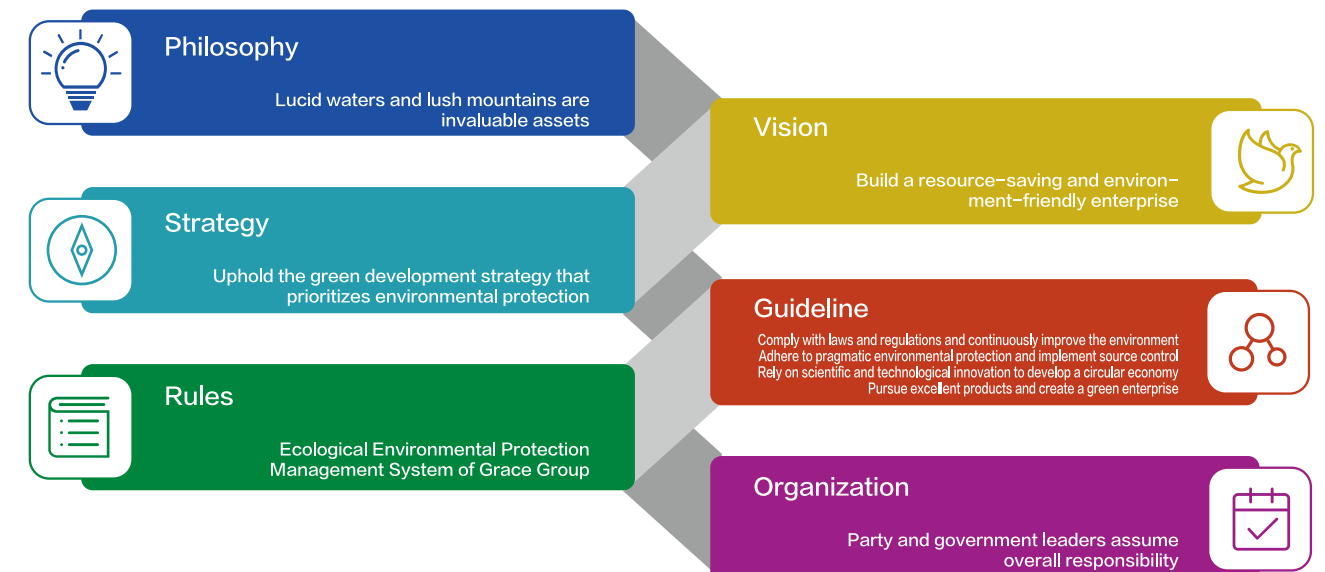 Philosophy
Lucid waters and lush mountains are
invaluable assets
Vision
Build a resource-saving and environ-
ment-friendly enterprise
Strategy
Uphold the green development strategy that
prioritizes environmental protection
Guideline
Comply with laws and regulations and continuously improve the environment
Adhere to pragmatic environmental protection and implement source control
Rely on scientific and technological innovation to develop a circular economy
Pursue excellent products and create a green enterprise
Rules
Ecological Environmental Protection
Management System of Grace Group
Organization
Party and government leaders assume
overall responsibility